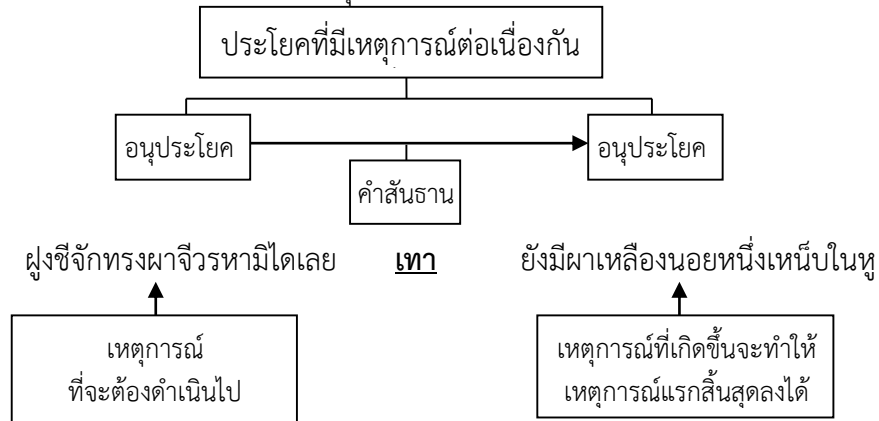 ประโยคที่มีเหตุการณ์ต่อเนื่องกัน
อนุประโยค
อนุประโยค
คำสันธาน
ฝูงชีจักทรงผาจีวรหามิไดเลย เทา ยังมีผาเหลืองนอยหนึ่งเหน็บในหู
เหตุการณ์
ที่จะต้องดำเนินไป
เหตุการณ์ที่เกิดขึ้นจะทำให้
เหตุการณ์แรกสิ้นสุดลงได้